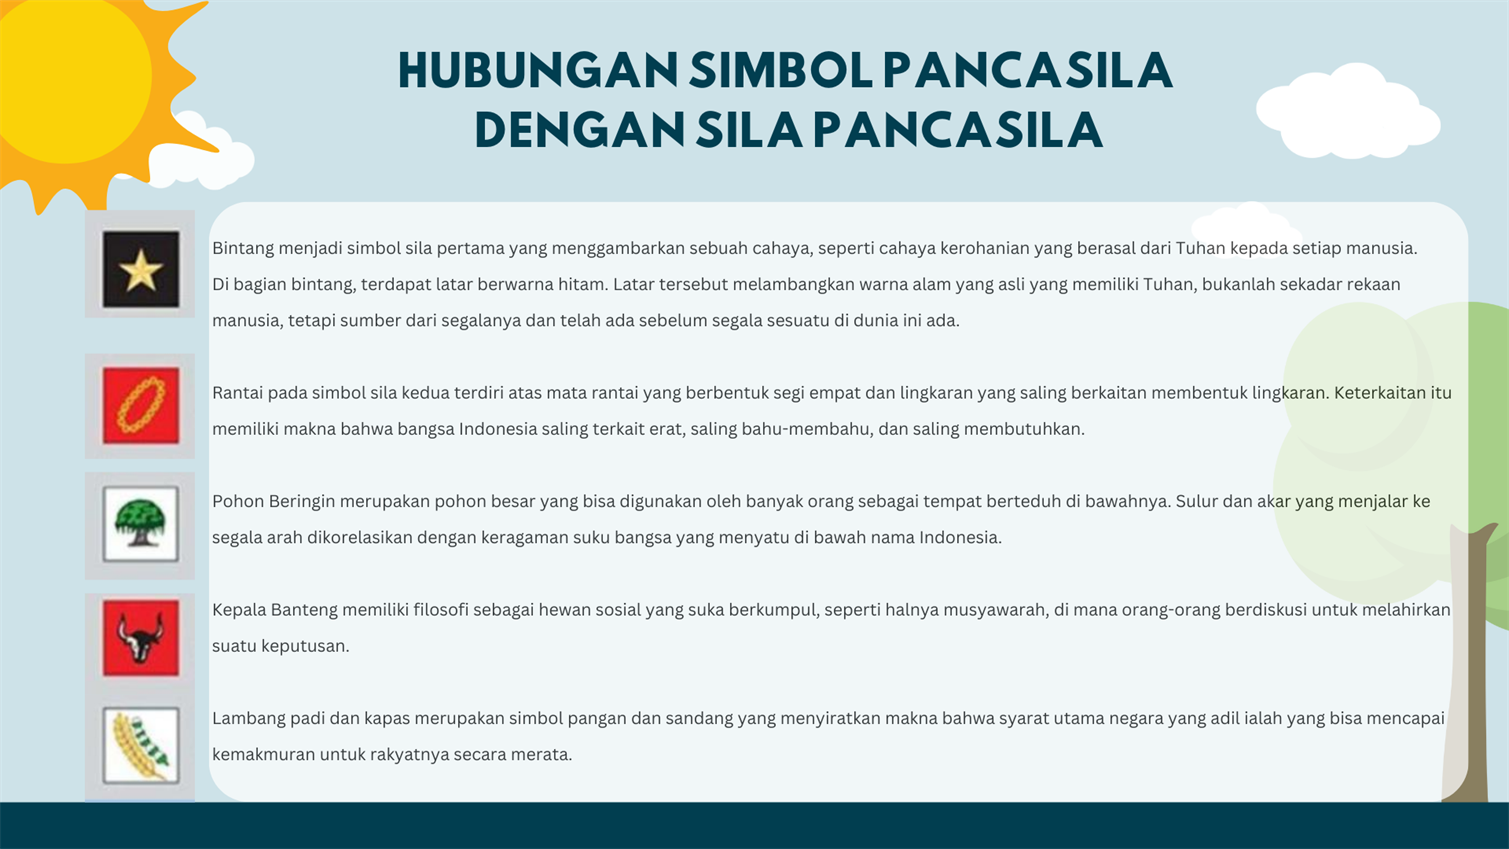 HUBUNGAN SIMBOL PANCASILA
DENGAN SILA PANCASILA
Bintang menjadi simbol sila pertama yang menggambarkan sebuah cahaya, seperti cahaya kerohanian yang berasal dari Tuhan kepada setiap manusia.
Di bagian bintang, terdapat latar berwarna hitam. Latar tersebut melambangkan warna alam yang asli yang memiliki Tuhan, bukanlah sekadar rekaan
manusia, tetapi sumber dari segalanya dan telah ada sebelum segala sesuatu di dunia ini ada.
Rantai pada simbol sila kedua terdiri atas mata rantai yang berbentuk segi empat dan lingkaran yang saling berkaitan membentuk lingkaran. Keterkaitan itu
memiliki makna bahwa bangsa Indonesia saling terkait erat, saling bahu-membahu, dan saling membutuhkan.
Pohon Beringin merupakan pohon besar yang bisa digunakan oleh banyak orang sebagai tempat berteduh di bawahnya. Sulur dan akar yang menjalar ke
segala arah dikorelasikan dengan keragaman suku bangsa yang menyatu di bawah nama Indonesia.
Kepala Banteng memiliki filosofi sebagai hewan sosial yang suka berkumpul, seperti halnya musyawarah, di mana orang-orang berdiskusi untuk melahirkan
suatu keputusan.
Lambang padi dan kapas merupakan simbol pangan dan sandang yang menyiratkan makna bahwa syarat utama negara yang adil ialah yang bisa mencapai
kemakmuran untuk rakyatnya secara merata.